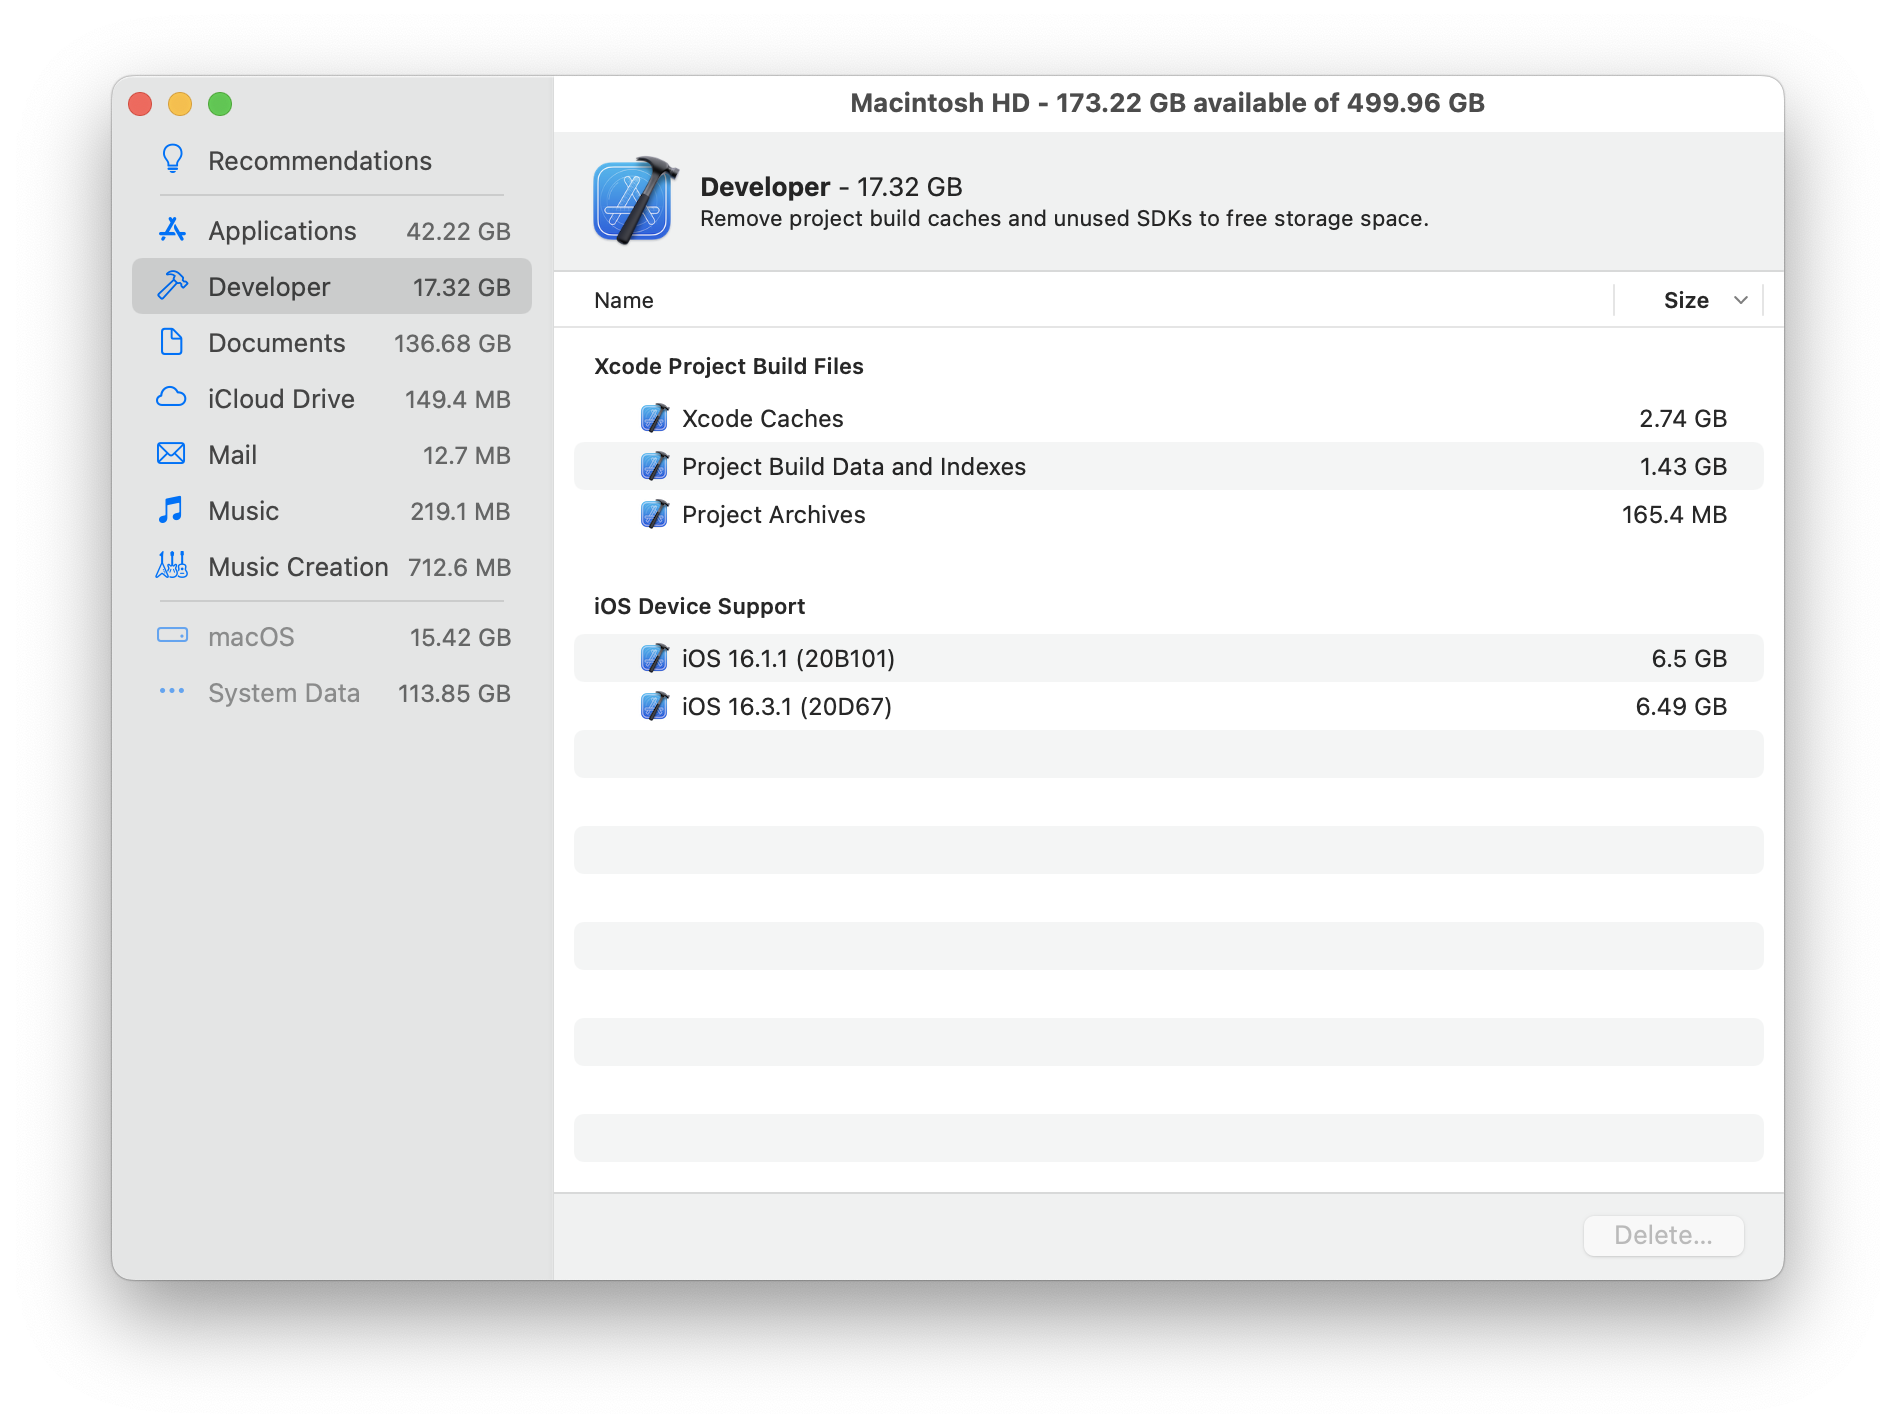 Macintosh HD - 173.22 GB available of 499.96 GB
Recommendations
Applications 42.22 GB
Developer 17.32 GB
Documents 136.68 GB
iCloud Drive 149.4 MB
Mail 12.7 MB
Music 219.1 MB
Music Creation 712.6 MB
macOS 15.42 GB
System Data 113.85 GB
Developer - 17.32 GB
Remove project build caches and unused SDKs to free storage space.
Name Size
Xcode Project Build Files
Xcode Caches 2.74 GB
Project Build Data and Indexes 1.43 GB
Project Archives 165.4 MB
iOS Device Support
iOS 16.1.1 (20B101) 6.5 GB
iOS 16.3.1 (20D67) 6.49 GB
Delete...